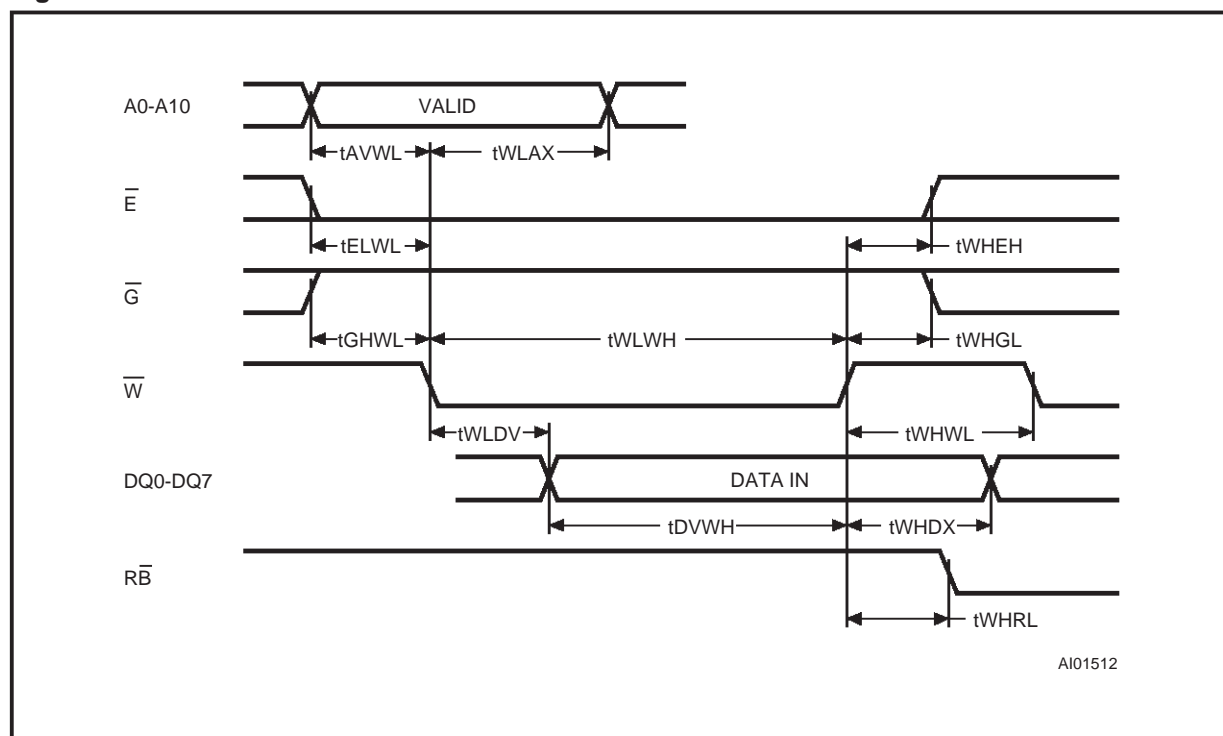 A0-A10 VALID
tAVWL tWLAX
E̅
tELWL tWHEH
G̅
tGHWL tWLWH tWHGL
W̅
tWLDV tWHWL
DQ0-DQ7 DATA IN
tDVWH tWHDX
RB̅
tWHRL
AI01512